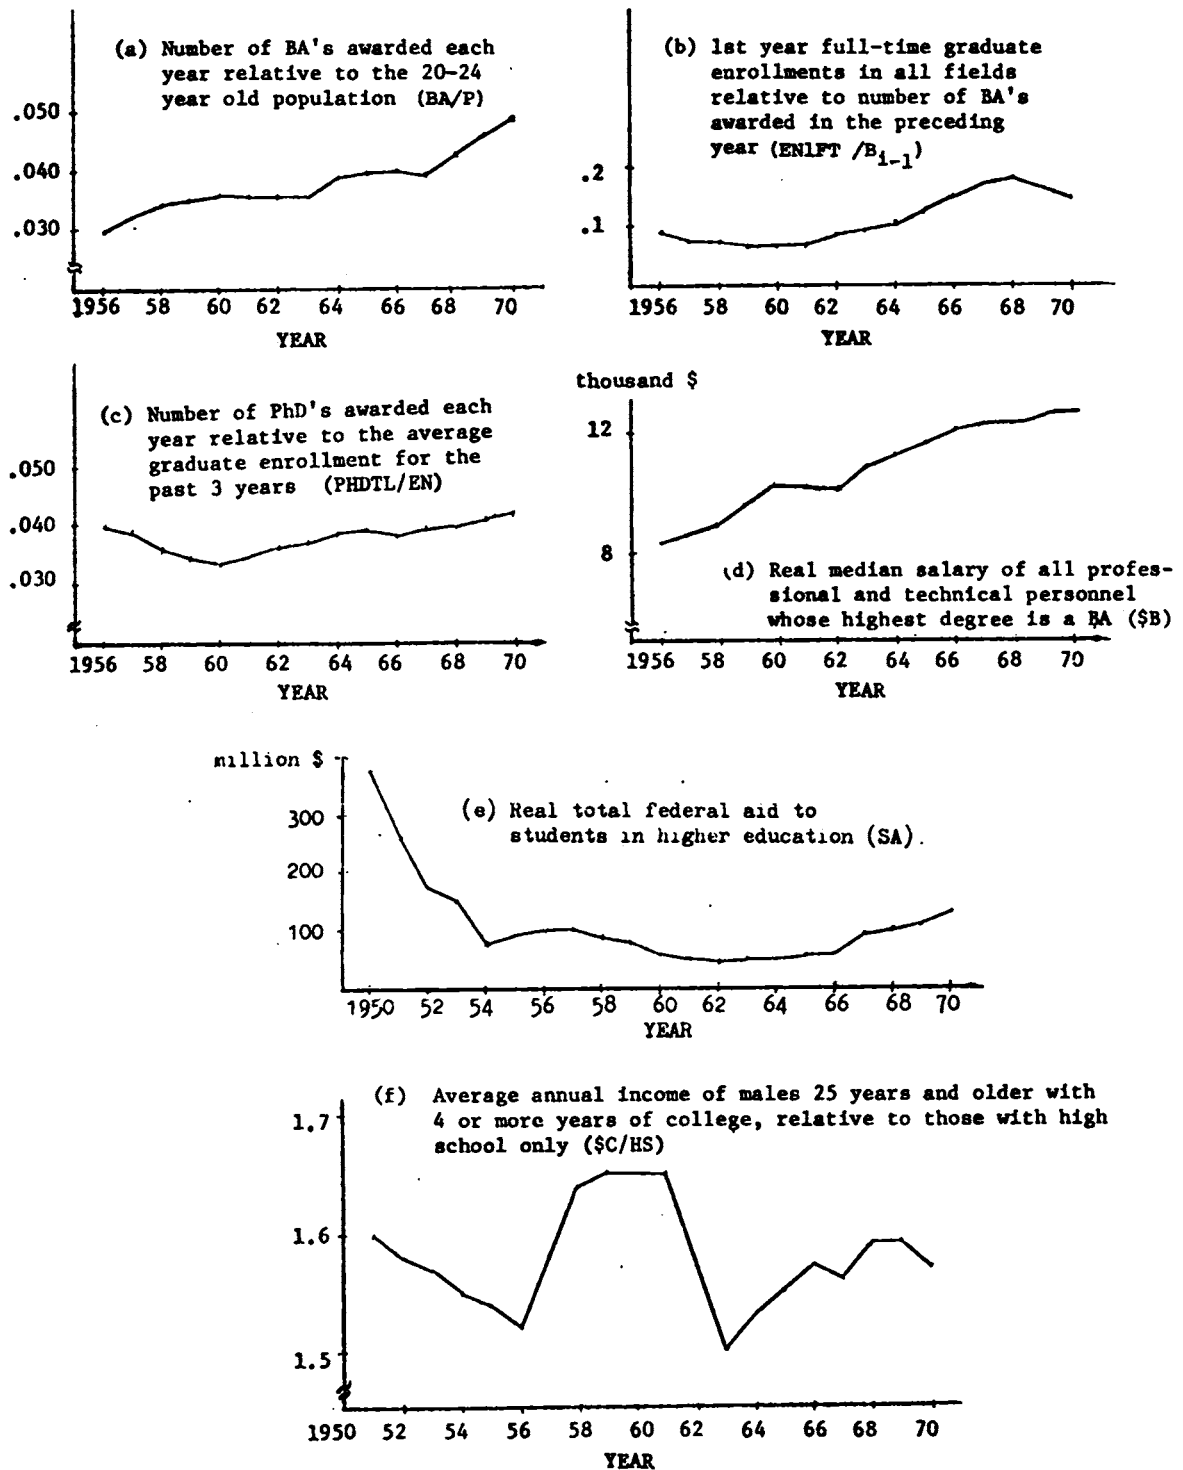 (a) Number of BA's awarded each
year relative to the 20-24
year old population (BA/P)
.050
.040
.030
1956 58 60 62 64 66 68 70
YEAR
(b) 1st year full-time graduate
enrollments in all fields
relative to number of BA's
awarded in the preceding
year (EN1FT /B i-1)
.2
.1
1956 58 60 62 64 66 68 70
YEAR
(c) Number of PhD's awarded each
year relative to the average
graduate enrollment for the
past 3 years (PHDTL/EN)
.050
.040
.030
1956 58 60 62 64 66 68 70
YEAR
thousand $
12
8
(d) Real median salary of all profes-
sional and technical personnel
whose highest degree is a BA ($B)
1956 58 60 62 64 66 68 70
YEAR
million $
(e) Real total federal aid to
students in higher education (SA).
300
200
100
1950 52 54 56 58 60 62 64 66 68 70
YEAR
(f) Average annual income of males 25 years and older with
4 or more years of college, relative to those with high
school only ($C/HS)
1.7
1.6
1.5
1950 52 54 56 58 60 62 64 66 68 70
YEAR